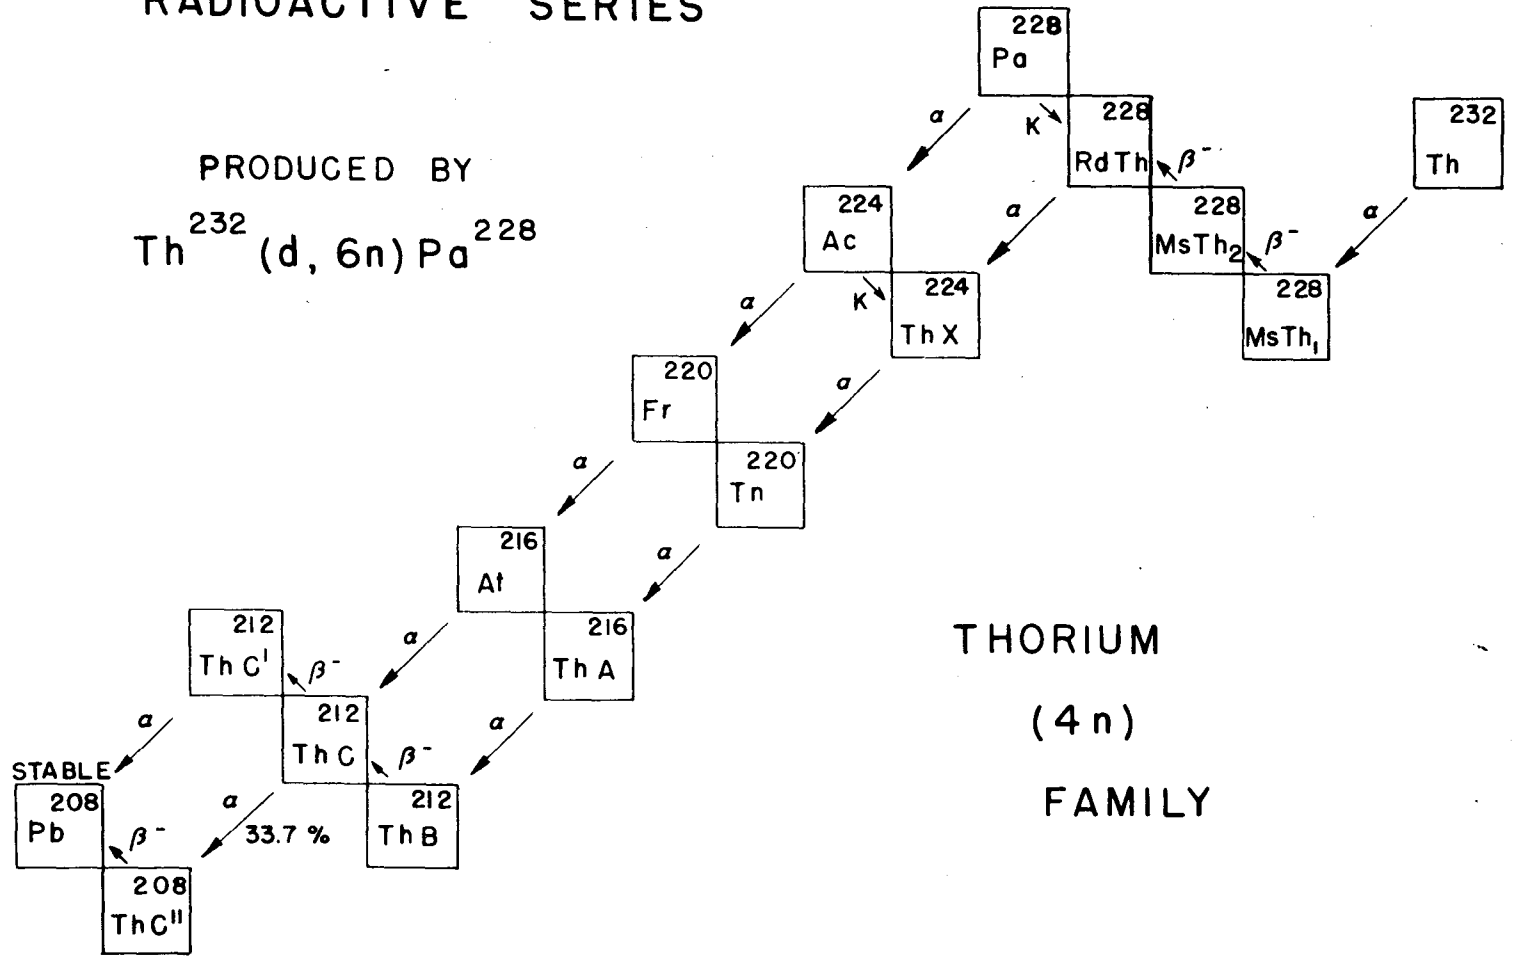 RADIOACTIVE SERIES
PRODUCED BY
Th²³² (d, 6n) Pa²²⁸
228
Pa
α
K
228
RdTh
β⁻
232
Th
α
α
224
Ac
228
MsTh₂
β⁻
228
MsTh₁
α
K
224
ThX
α
220
Fr
α
220
Tn
α
216
At
α
216
ThA
212
ThC'
β⁻
α
212
ThC
β⁻
α
STABLE
208
Pb
β⁻
α
33.7 %
212
ThB
208
ThC"
THORIUM
(4n)
FAMILY